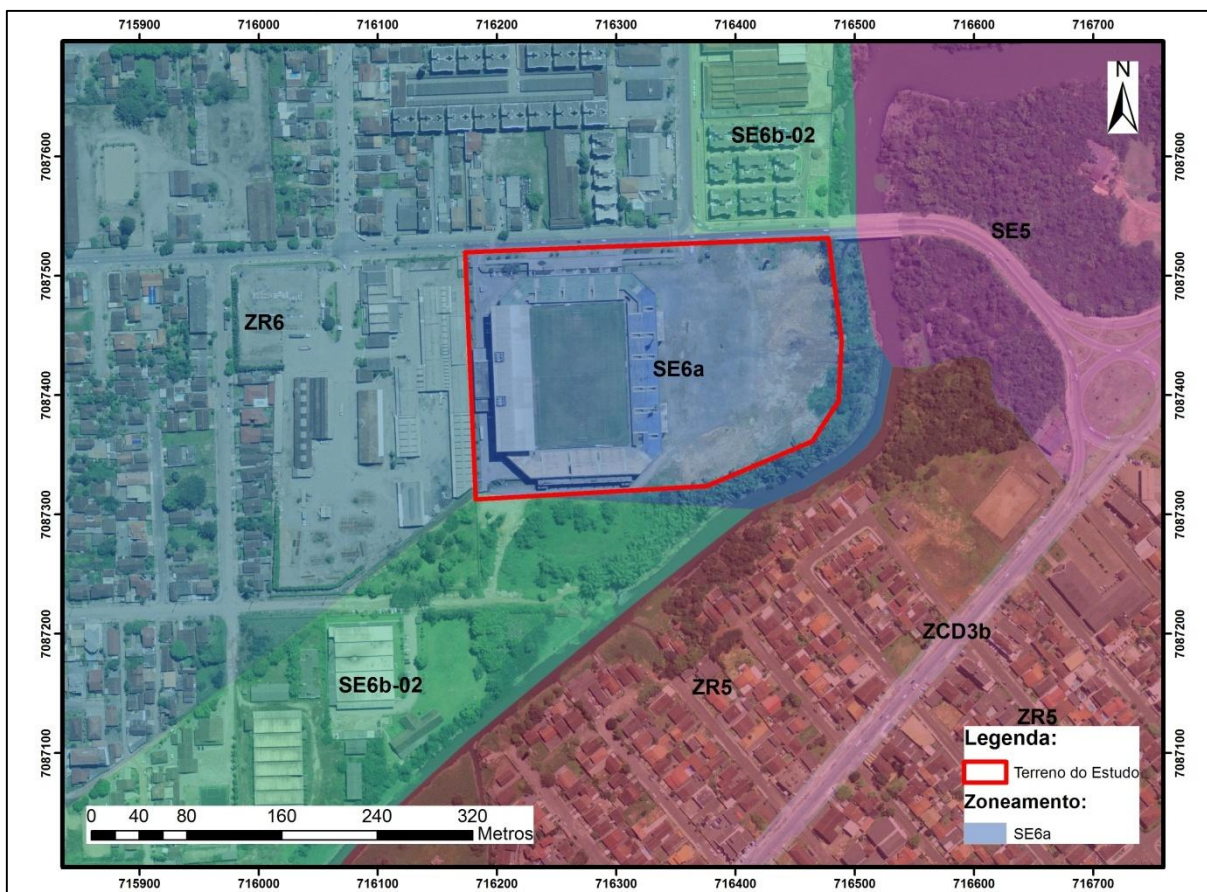 715900 716000 716100 716200 716300 716400 716500 716600 716700
N
SE6b-02
7087600 7087600
SE5
7087500 7087500
ZR6
SE6a
7087400 7087400
7087300 7087300
7087200 7087200
ZCD3b
SE6b-02
ZR5
ZR5
Legenda:
7087100 7087100
Terreno do Estudo
Zoneamento:
0 40 80 160 240 320
Metros
SE6a
715900 716000 716100 716200 716300 716400 716500 716600 716700